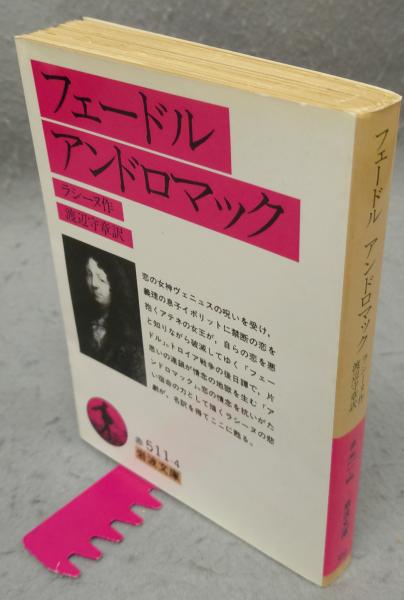 フェードル
アンドロマック
ラシーヌ作
渡辺守章訳
恋の女神ヴェニュスの呪いを受け，
義理の息子イポリットに禁断の恋を
抱くアテネの女王が，自らの恋を悪
と知りながら破滅してゆく「フェー
ドル」．トロイア戦争の後日譚で，片
思いの連鎖が情念の地獄を生む「ア
ンドロマック」．恋の情念を抗いがた
い宿命の力として描くラシーヌの悲
劇が，名訳を得てここに甦る．
赤 511-4
岩波文庫
フェードル アンドロマック
ラシーヌ作
渡辺守章訳
岩波文庫